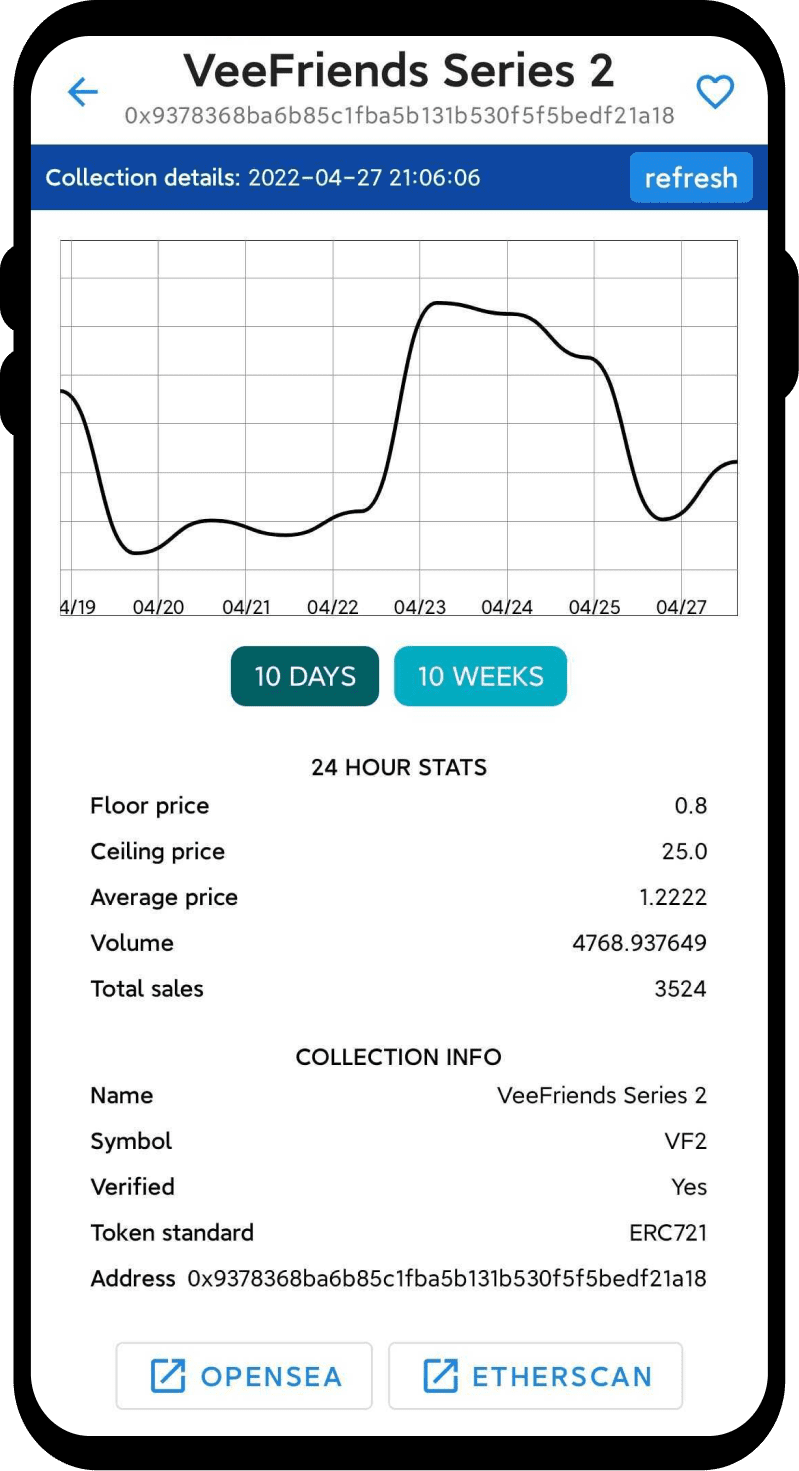 VeeFriends Series 2
0x9378368ba6b85c1fba5b131b530f5f5bedf21a18
Collection details: 2022-04-27 21:06:06
refresh
4/19 04/20 04/21 04/22 04/23 04/24 04/25 04/27
10 DAYS 10 WEEKS
24 HOUR STATS
Floor price 0.8
Ceiling price 25.0
Average price 1.2222
Volume 4768.937649
Total sales 3524
COLLECTION INFO
Name VeeFriends Series 2
Symbol VF2
Verified Yes
Token standard ERC721
Address 0x9378368ba6b85c1fba5b131b530f5f5bedf21a18
OPENSEA ETHERSCAN